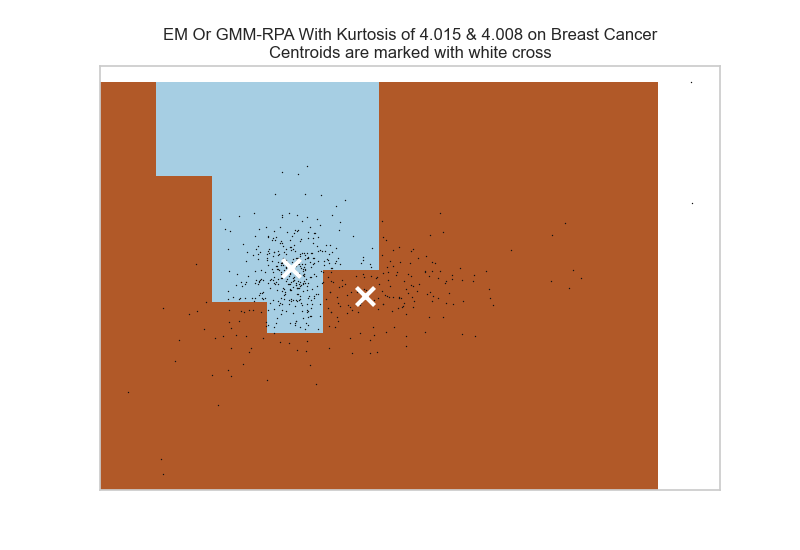 EM Or GMM-RPA With Kurtosis of 4.015 & 4.008 on Breast Cancer
Centroids are marked with white cross